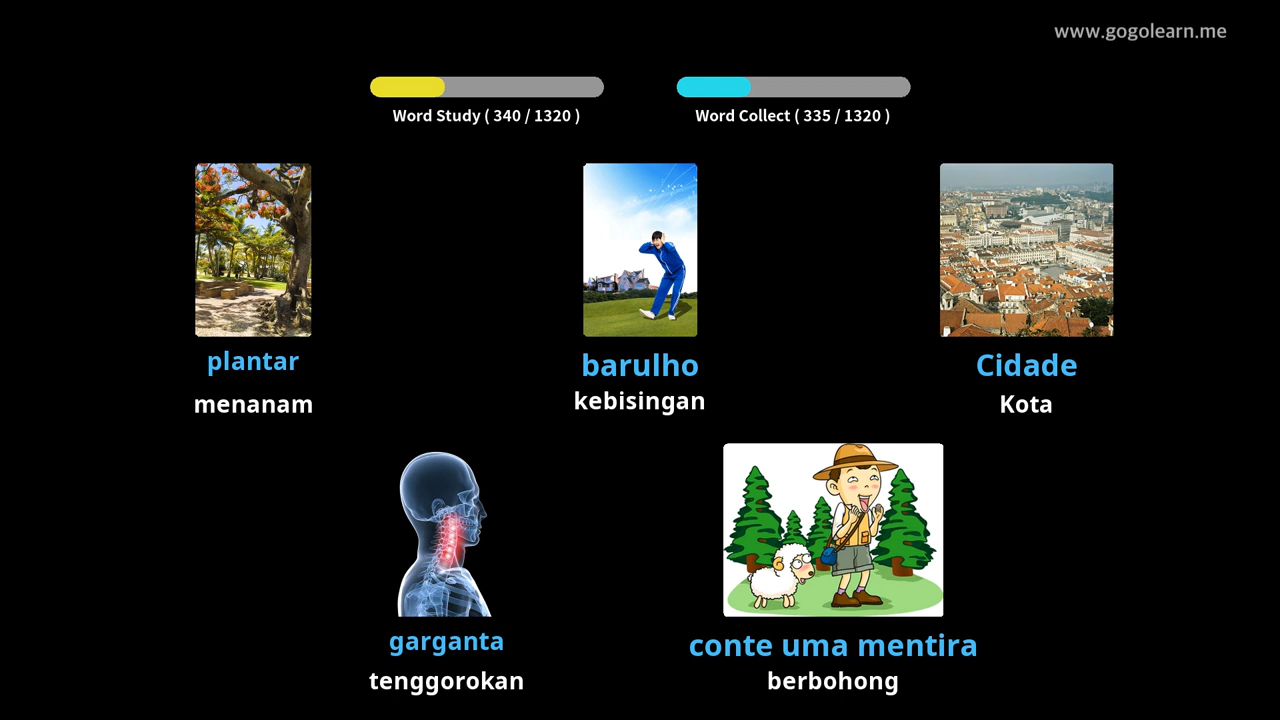 www.gogolearn.me
Word Study ( 340 / 1320 )
Word Collect ( 335 / 1320 )
plantar
menanam
barulho
kebisingan
Cidade
Kota
garganta
tenggorokan
conte uma mentira
berbohong